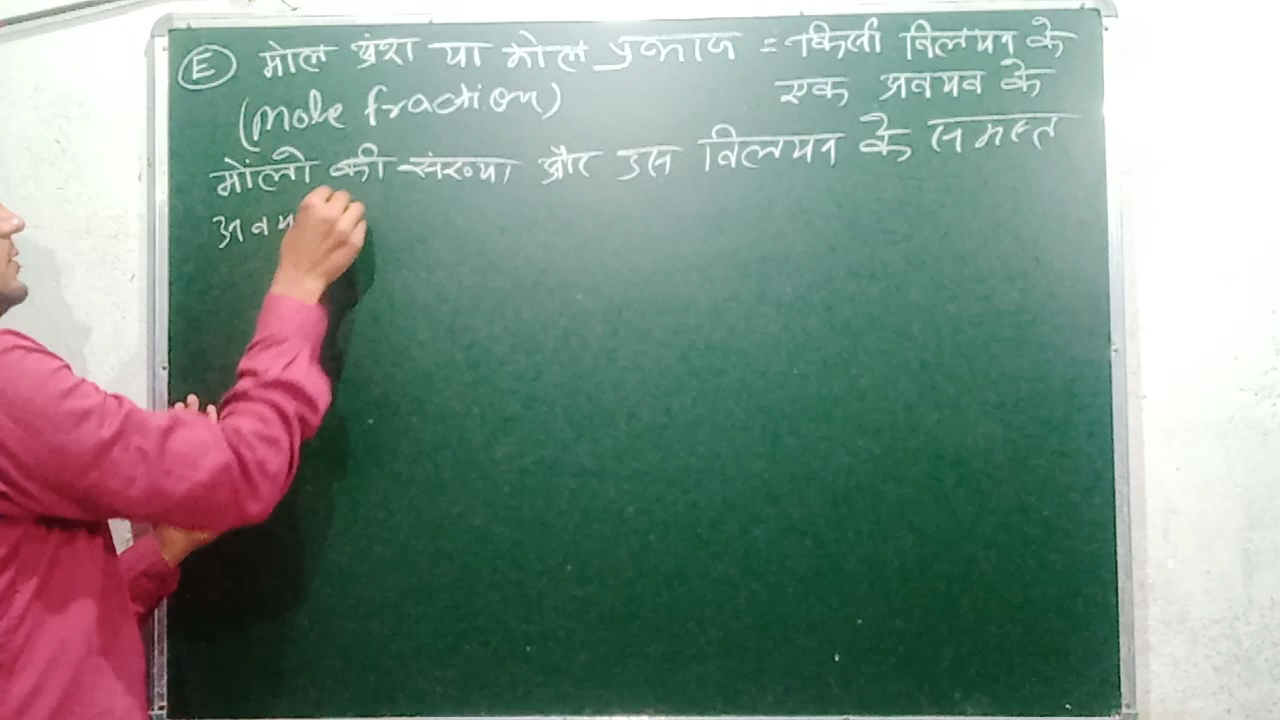 (E) मोल अंश या मोल प्रभाज = किसी विलयन के
(mole fraction) एक अवयव के
मोलो की संख्या और उस विलयन के समस्त
अवय